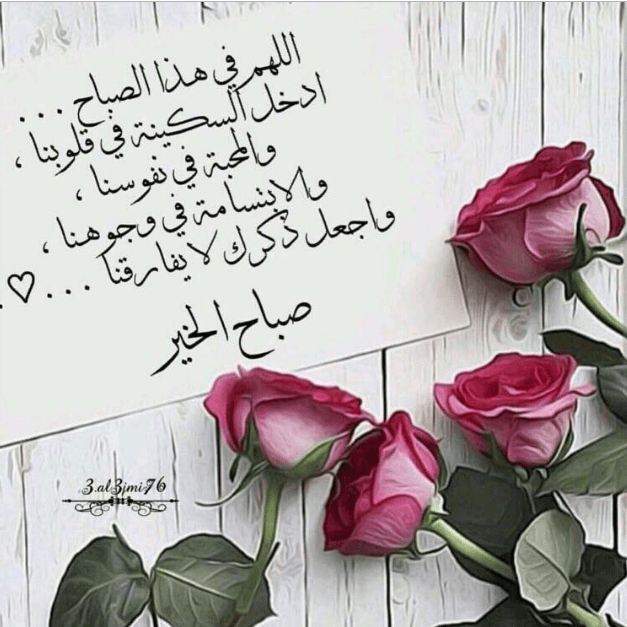 اللهم في هذا الصباح . . .
ادخل السكينة في قلوبنا ،
والمحبة في نفوسنا ،
والابتسامة في وجوهنا ،
واجعل ذكرك لا يفارقنا . . . ♡ .
صباح الخير
3.al3jmi76